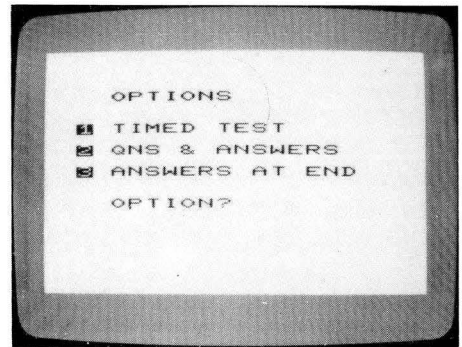 OPTIONS
1 TIMED TEST
2 QNS & ANSWERS
3 ANSWERS AT END
OPTION?